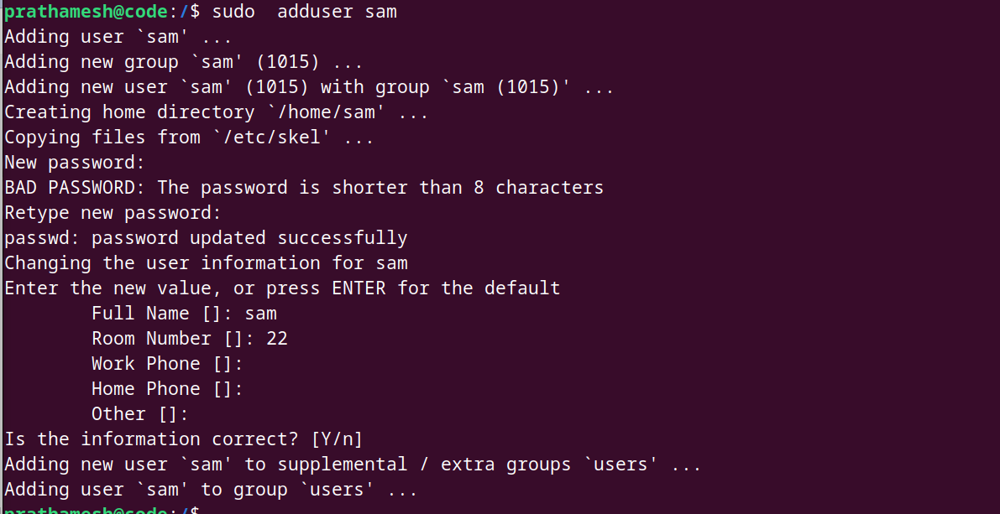 prathamesh@code:/$ sudo  adduser sam
Adding user `sam' ...
Adding new group `sam' (1015) ...
Adding new user `sam' (1015) with group `sam (1015)' ...
Creating home directory `/home/sam' ...
Copying files from `/etc/skel' ...
New password:
BAD PASSWORD: The password is shorter than 8 characters
Retype new password:
passwd: password updated successfully
Changing the user information for sam
Enter the new value, or press ENTER for the default
        Full Name []: sam
        Room Number []: 22
        Work Phone []:
        Home Phone []:
        Other []:
Is the information correct? [Y/n]
Adding new user `sam' to supplemental / extra groups `users' ...
Adding user `sam' to group `users' ...
prathamesh@code:/$